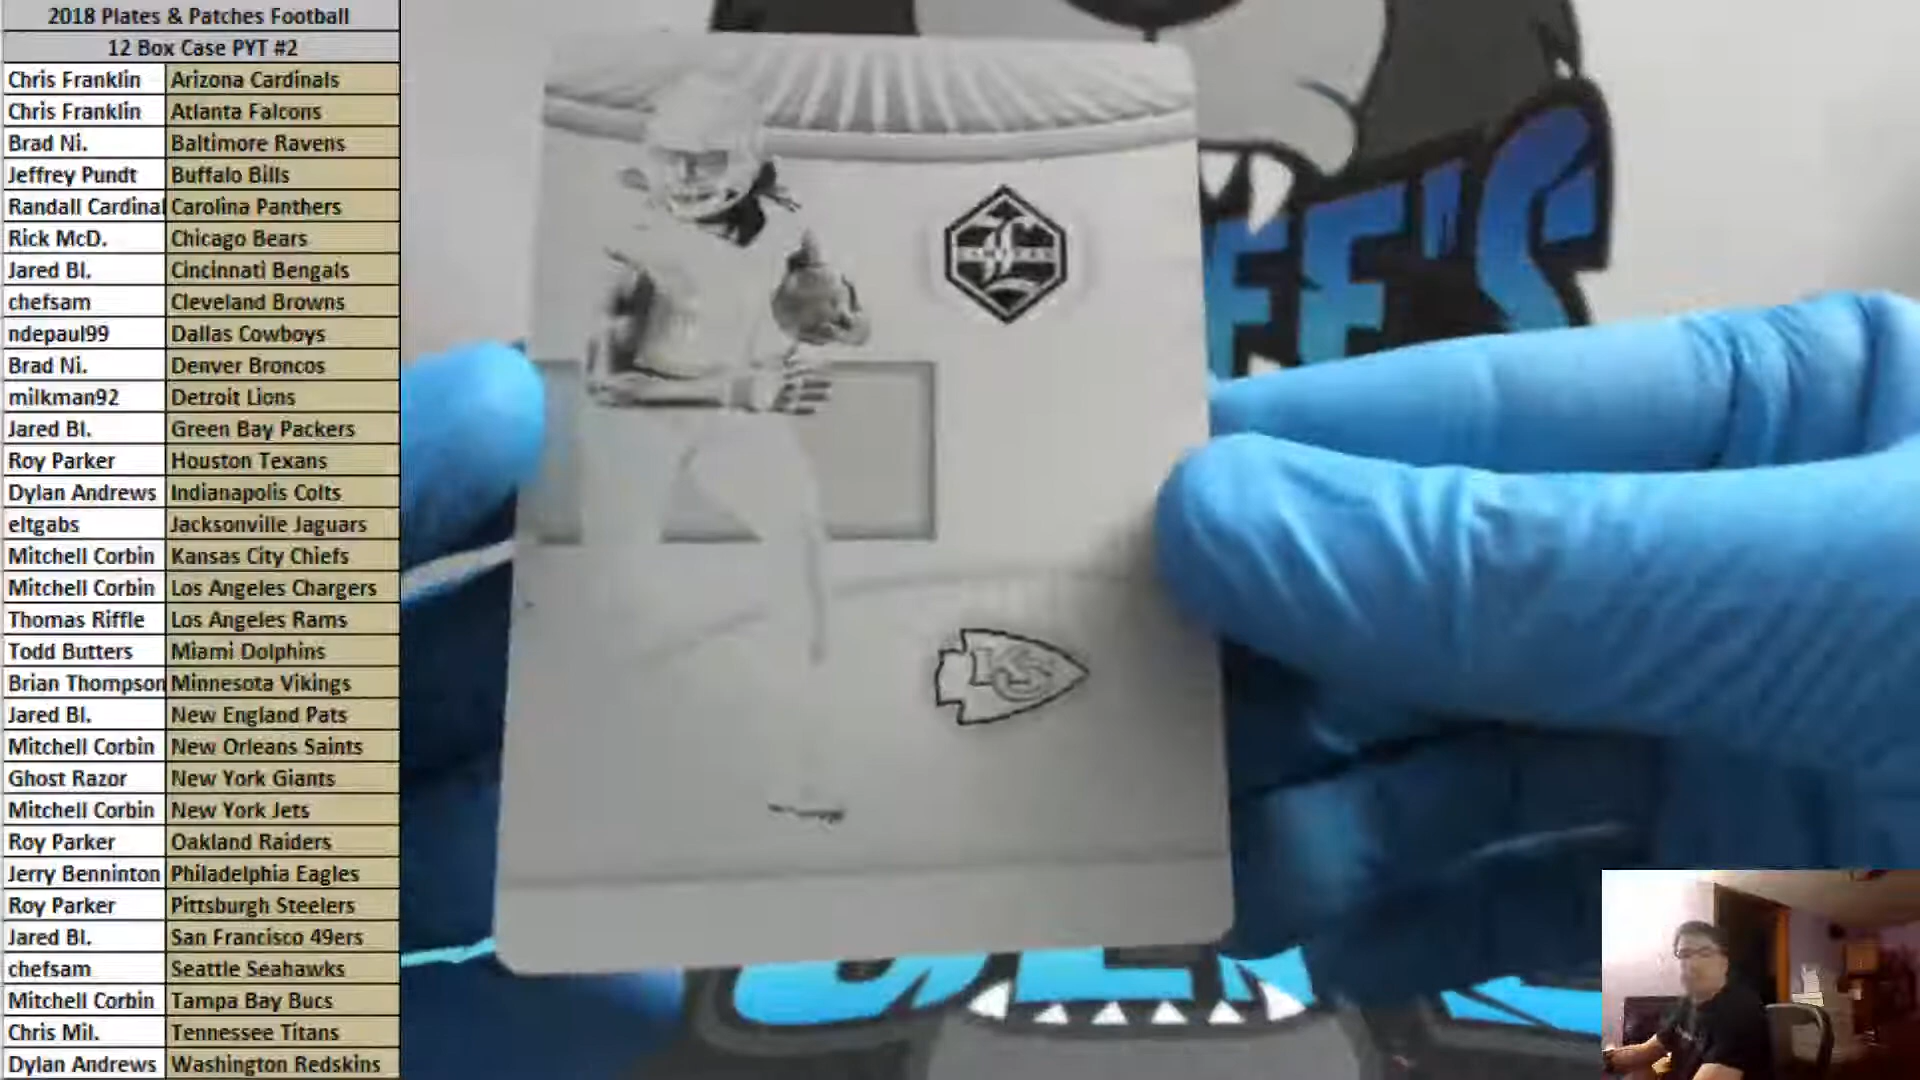 2018 Plates & Patches Football
12 Box Case PYT #2
Chris Franklin Arizona Cardinals
Chris Franklin Atlanta Falcons
Brad Ni. Baltimore Ravens
Jeffrey Pundt Buffalo Bills
Randall Cardinal Carolina Panthers
Rick McD. Chicago Bears
Jared Bl. Cincinnati Bengals
chefsam Cleveland Browns
ndepaul99 Dallas Cowboys
Brad Ni. Denver Broncos
milkman92 Detroit Lions
Jared Bl. Green Bay Packers
Roy Parker Houston Texans
Dylan Andrews Indianapolis Colts
eltgabs Jacksonville Jaguars
Mitchell Corbin Kansas City Chiefs
Mitchell Corbin Los Angeles Chargers
Thomas Riffle Los Angeles Rams
Todd Butters Miami Dolphins
Brian Thompson Minnesota Vikings
Jared Bl. New England Pats
Mitchell Corbin New Orleans Saints
Ghost Razor New York Giants
Mitchell Corbin New York Jets
Roy Parker Oakland Raiders
Jerry Benninton Philadelphia Eagles
Roy Parker Pittsburgh Steelers
Jared Bl. San Francisco 49ers
chefsam Seattle Seahawks
Mitchell Corbin Tampa Bay Bucs
Chris Mil. Tennessee Titans
Dylan Andrews Washington Redskins
LIMITED
KC